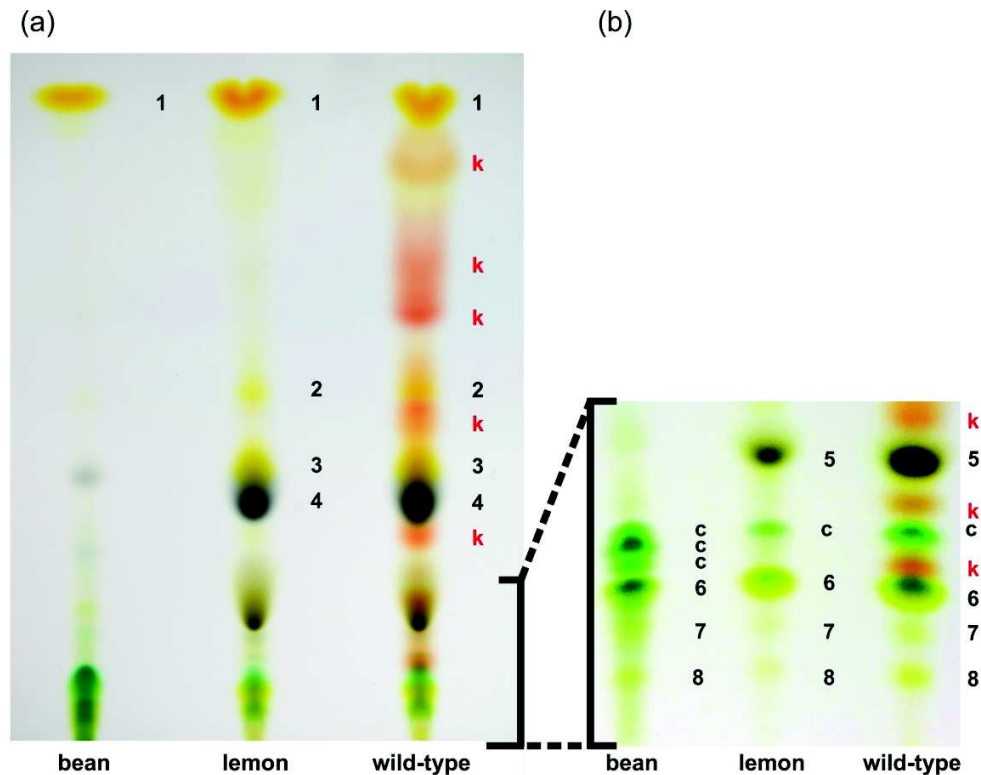 (a)
(b)
1 1 1
k
k
k
2 2
k
3 3
4 4
k
bean lemon wild-type
k
5 5
k
c c c
c
c k
6 6 6
7 7 7
8 8 8
bean lemon wild-type